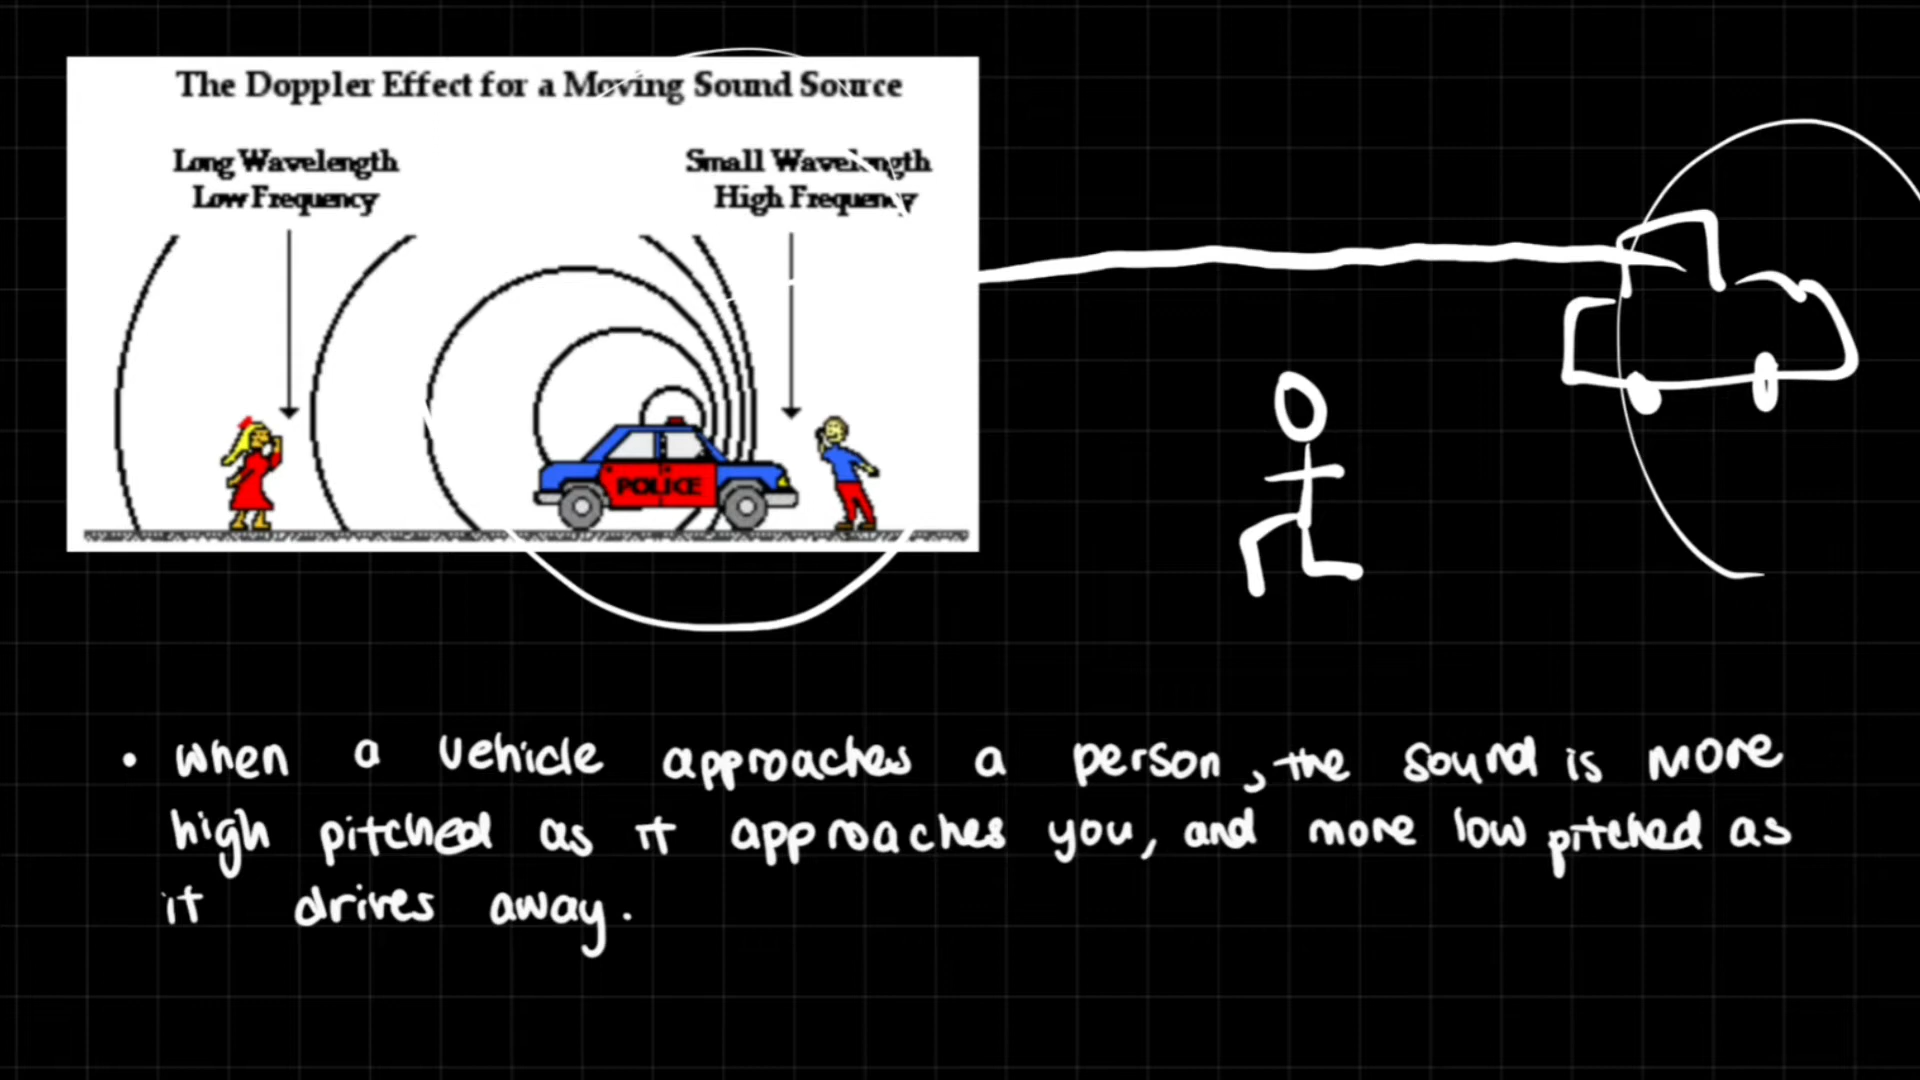 The Doppler Effect for a Moving Sound Source
Long Wavelength
Low Frequency
Small Wavelength
High Frequency
POLICE
• when a vehicle approaches a person, the sound is more
high pitched as it approaches you, and more low pitched as
it drives away.